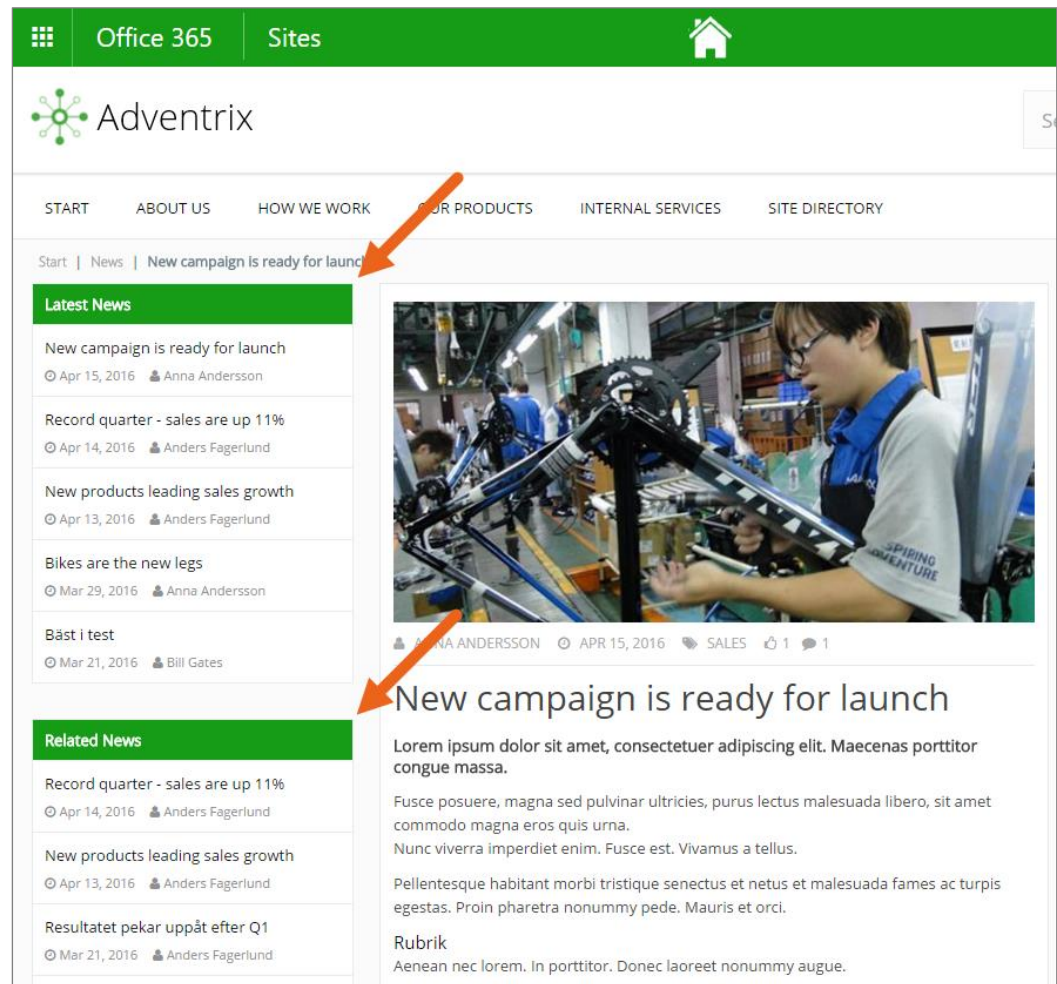 Office 365 Sites
Adventrix
START ABOUT US HOW WE WORK OUR PRODUCTS INTERNAL SERVICES SITE DIRECTORY
Start | News | New campaign is ready for launch
Latest News
New campaign is ready for launch
Apr 15, 2016 Anna Andersson
Record quarter - sales are up 11%
Apr 14, 2016 Anders Fagerlund
New products leading sales growth
Apr 13, 2016 Anders Fagerlund
Bikes are the new legs
Mar 29, 2016 Anna Andersson
Bäst i test
Mar 21, 2016 Bill Gates
Related News
Record quarter - sales are up 11%
Apr 14, 2016 Anders Fagerlund
New products leading sales growth
Apr 13, 2016 Anders Fagerlund
Resultatet pekar uppåt efter Q1
Mar 21, 2016 Anders Fagerlund
SPIRING
ADVENTURE
ANNA ANDERSSON APR 15, 2016 SALES 1 1
New campaign is ready for launch
Lorem ipsum dolor sit amet, consectetuer adipiscing elit. Maecenas porttitor
congue massa.
Fusce posuere, magna sed pulvinar ultricies, purus lectus malesuada libero, sit amet
commodo magna eros quis urna.
Nunc viverra imperdiet enim. Fusce est. Vivamus a tellus.
Pellentesque habitant morbi tristique senectus et netus et malesuada fames ac turpis
egestas. Proin pharetra nonummy pede. Mauris et orci.
Rubrik
Aenean nec lorem. In porttitor. Donec laoreet nonummy augue.